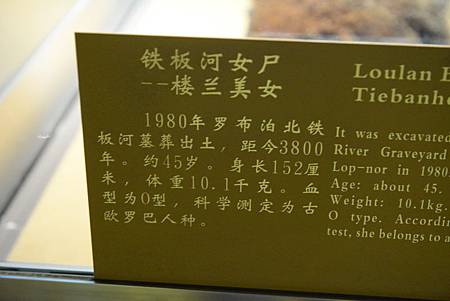 铁板河女尸
--楼兰美女
1980年罗布泊北铁
板河墓葬出土，距今3800
年。约45岁。身长152厘
米，体重10.1千克。血
型为O型，科学测定为古
欧罗巴人种。
Loulan
Tiebanh
It was excavated
River Graveyard
Lop-nor in 1980,
Age: about 45.
Weight: 10.1kg.
O type. Accordin
test, she belongs to a